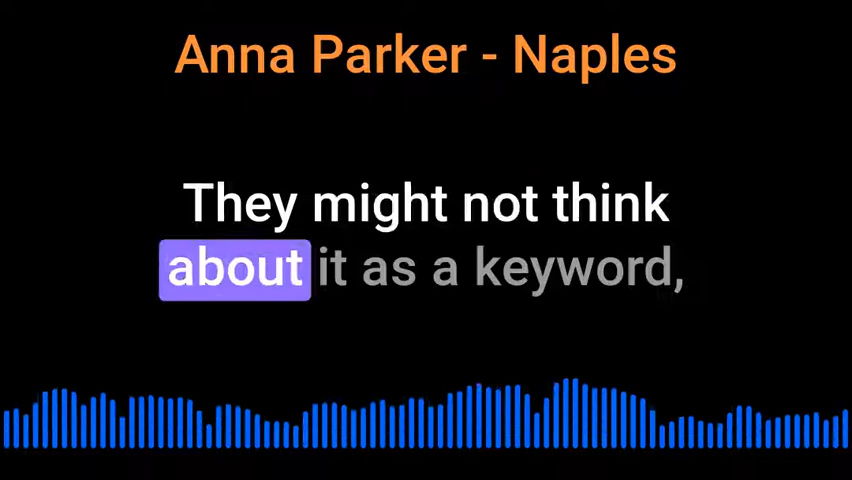 Anna Parker - Naples
They might not think
about it as a keyword,